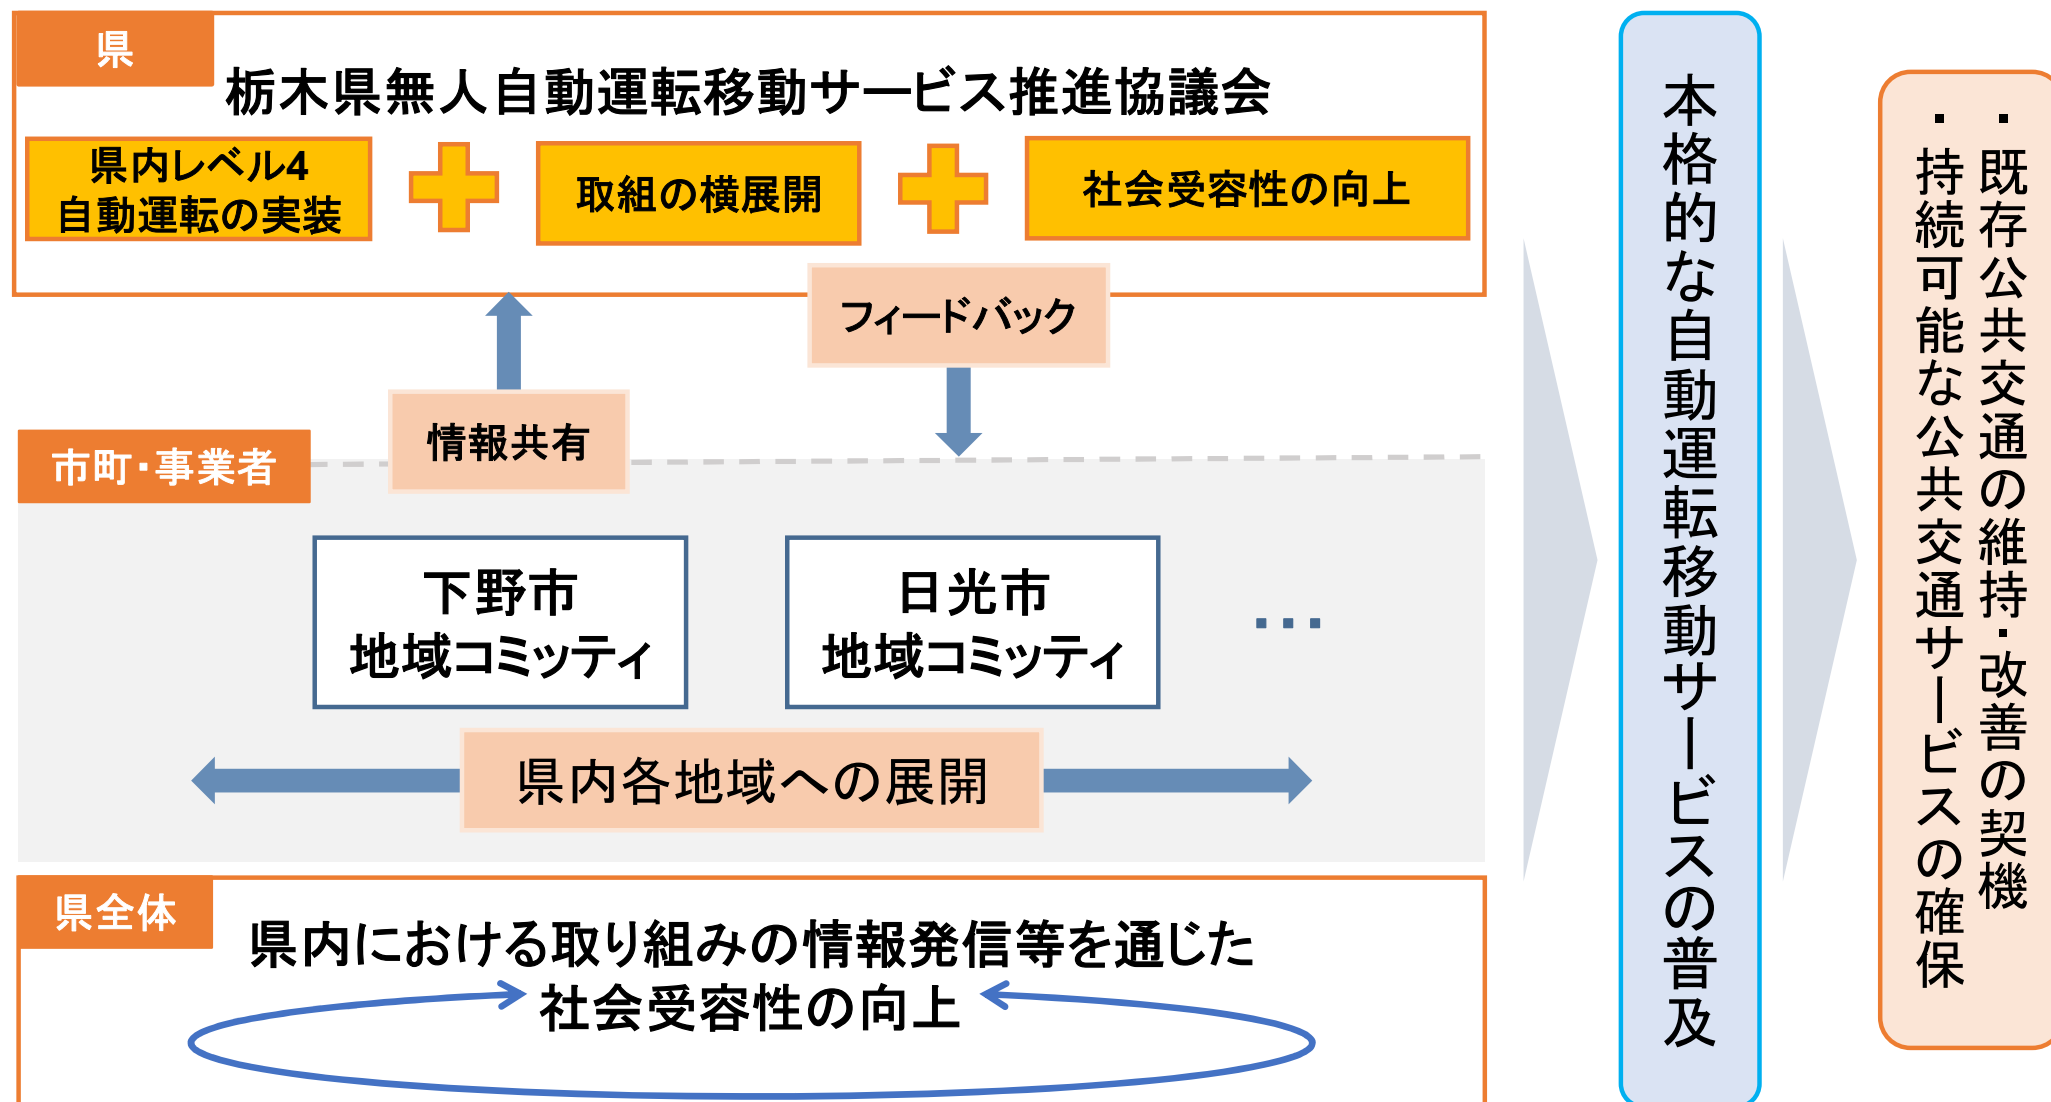 県
栃木県無人自動運転移動サービス推進協議会
県内レベル4
自動運転の実装
取組の横展開
社会受容性の向上
フィードバック
情報共有
市町・事業者
下野市
地域コミッティ
日光市
地域コミッティ
…
県内各地域への展開
県全体
県内における取り組みの情報発信等を通じた
社会受容性の向上
本格的な自動運転移動サービスの普及
・既存公共交通の維持・改善の契機
・持続可能な公共交通サービスの確保